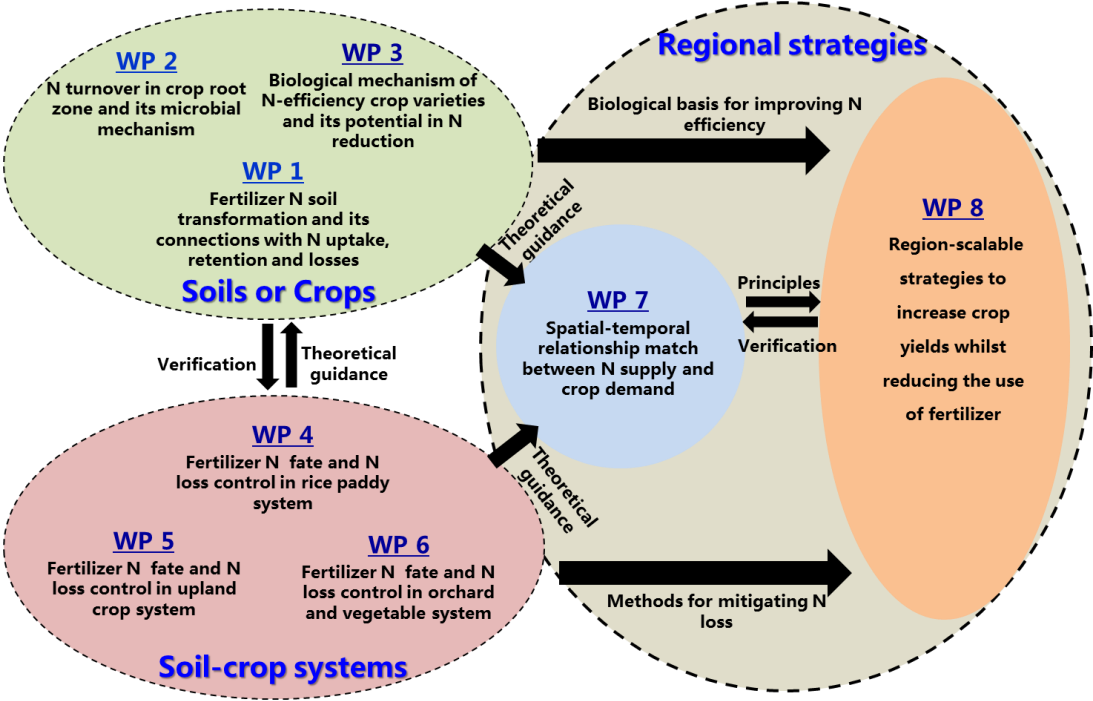 WP 2
N turnover in crop root
zone and its microbial
mechanism
WP 3
Biological mechanism of
N-efficiency crop varieties
and its potential in N
reduction
WP 1
Fertilizer N soil
transformation and its
connections with N uptake,
retention and losses
Soils or Crops
Verification
Theoretical
guidance
WP 4
Fertilizer N fate and N
loss control in rice paddy
system
WP 5
Fertilizer N fate and N
loss control in upland
crop system
WP 6
Fertilizer N fate and N
loss control in orchard
and vegetable system
Soil-crop systems
Regional strategies
Biological basis for improving N
efficiency
Theoretical
guidance
WP 7
Spatial-temporal
relationship match
between N supply and
crop demand
Principles
Verification
Theoretical
guidance
Methods for mitigating N
loss
WP 8
Region-scalable
strategies to
increase crop
yields whilst
reducing the use
of fertilizer